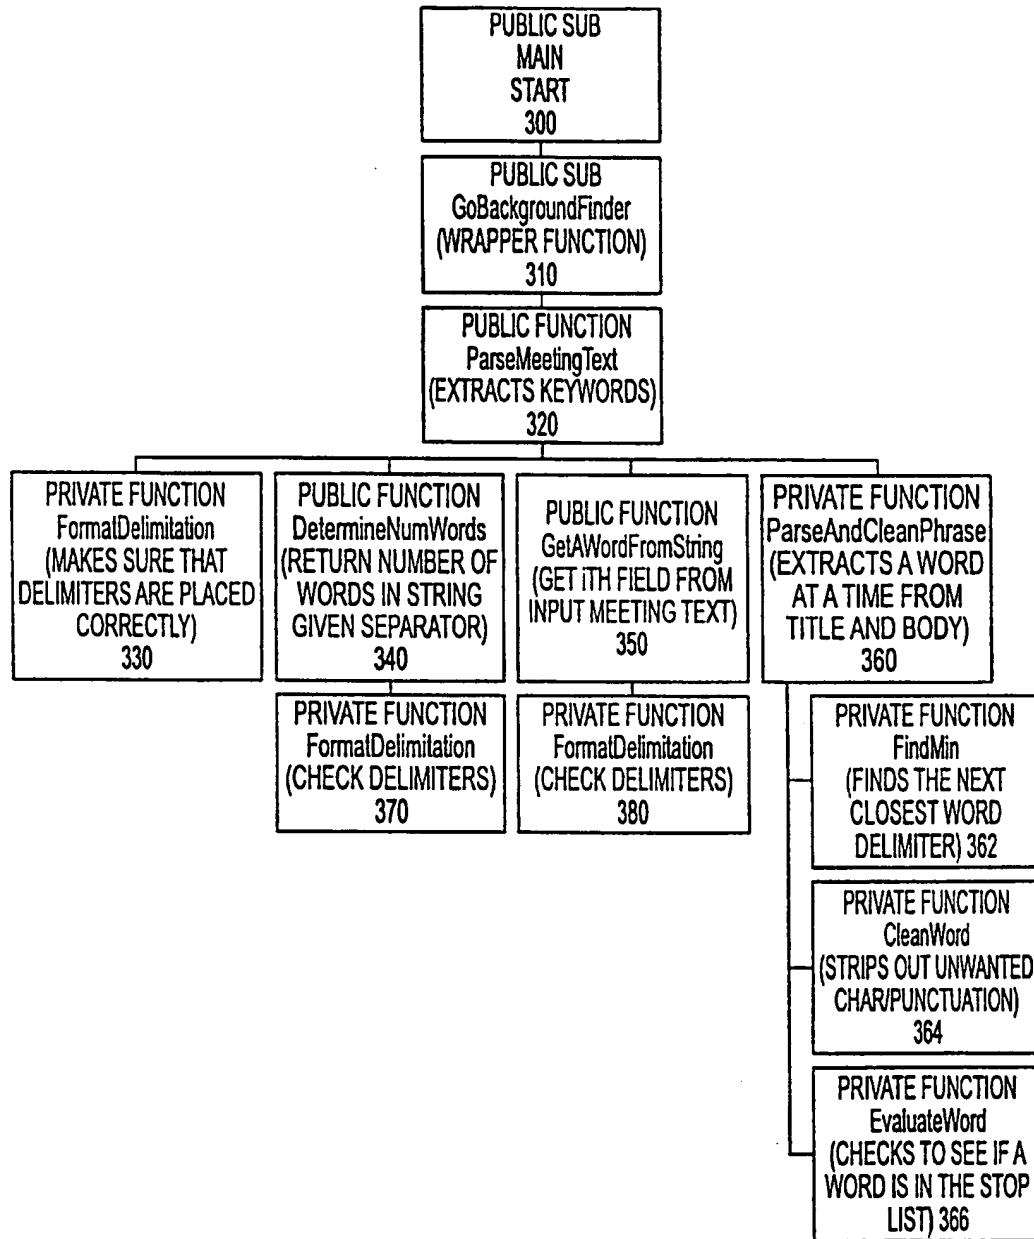 PUBLIC SUB
MAIN
START
300
PUBLIC SUB
GoBackgroundFinder
(WRAPPER FUNCTION)
310
PUBLIC FUNCTION
ParseMeetingText
(EXTRACTS KEYWORDS)
320
PRIVATE FUNCTION
FormatDelimitation
(MAKES SURE THAT
DELIMITERS ARE PLACED
CORRECTLY)
330
PUBLIC FUNCTION
DetermineNumWords
(RETURN NUMBER OF
WORDS IN STRING
GIVEN SEPARATOR)
340
PUBLIC FUNCTION
GetAWordFromString
(GET iTH FIELD FROM
INPUT MEETING TEXT)
350
PRIVATE FUNCTION
ParseAndCleanPhrase
(EXTRACTS A WORD
AT A TIME FROM
TITLE AND BODY)
360
PRIVATE FUNCTION
FormatDelimitation
(CHECK DELIMITERS)
370
PRIVATE FUNCTION
FormatDelimitation
(CHECK DELIMITERS)
380
PRIVATE FUNCTION
FindMin
(FINDS THE NEXT
CLOSEST WORD
DELIMITER) 362
PRIVATE FUNCTION
CleanWord
(STRIPS OUT UNWANTED
CHAR/PUNCTUATION)
364
PRIVATE FUNCTION
EvaluateWord
(CHECKS TO SEE IF A
WORD IS IN THE STOP
LIST) 366